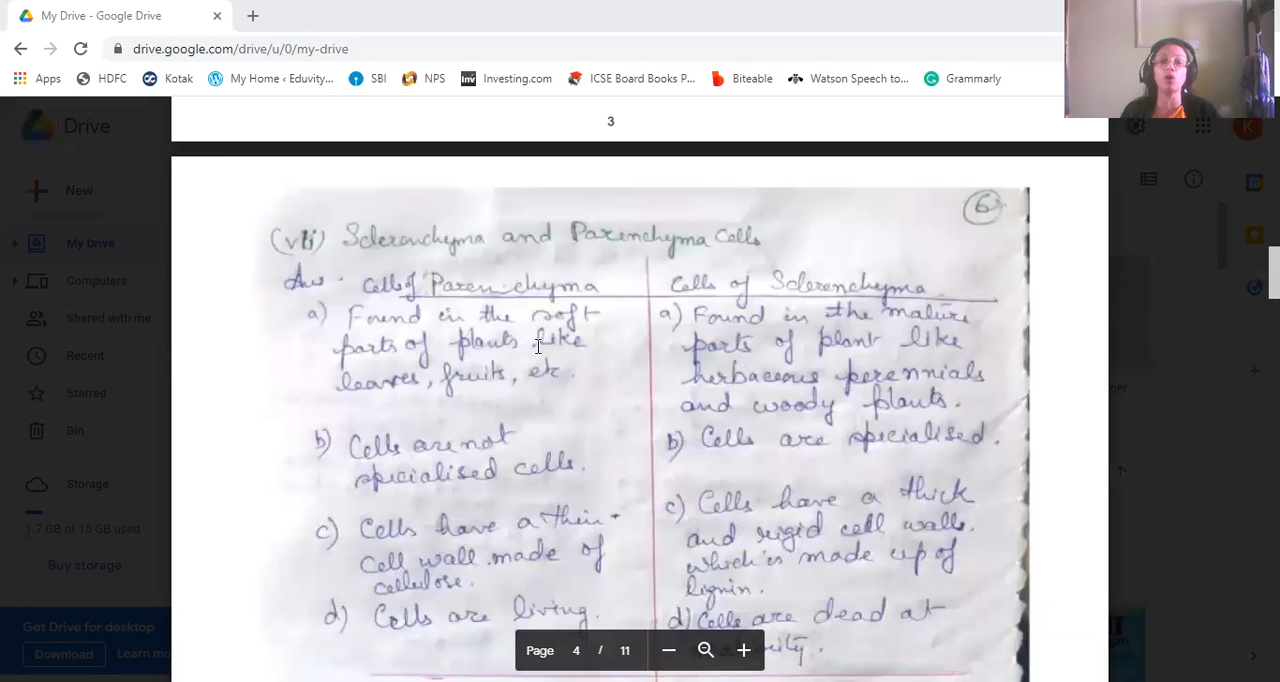 My Drive - Google Drive
drive.google.com/drive/u/0/my-drive
Apps HDFC Kotak My Home ‹ Eduvity... SBI NPS Investing.com ICSE Board Books P... Biteable Watson Speech to... Grammarly
Drive
New
My Drive
Computers
Shared with me
Recent
Starred
Bin
Storage
1.7 GB of 15 GB used
Buy storage
Get Drive for desktop
Download Learn
K
3
6
(vii) Sclerenchyma and Parenchyma Cells
Ans. Cells of Parenchyma
a) Found in the soft
parts of plants like
leaves, fruits, etc.
b) Cells are not
specialised cells.
c) Cells have a thin
cell wall made of
cellulose.
d) Cells are living.
Cells of Sclerenchyma
a) Found in the mature
parts of plant like
herbaceous perennials
and woody plants.
b) Cells are specialised.
c) Cells have a thick
and rigid cell walls.
which is made up of
lignin.
d) Cells are dead at
Page 4 / 11